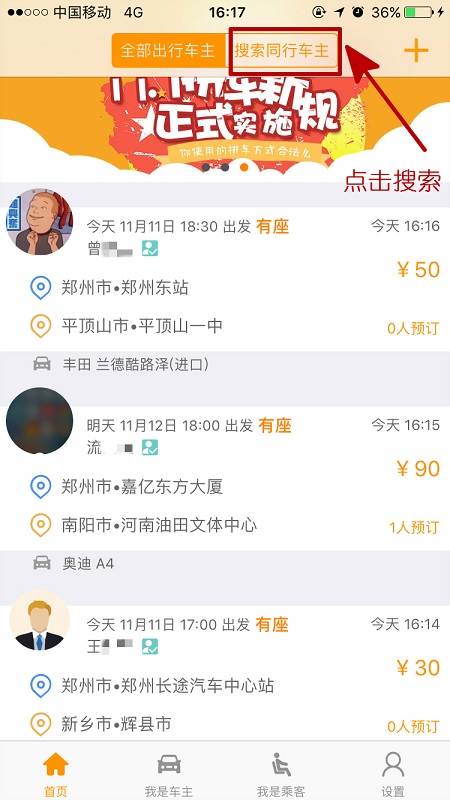 中国移动 4G 16:17 36%
全部出行车主 搜索同行车主
11.1拼车新规
正式实施
你使用的拼车方式合法么
点击搜索
今天 11月11日 18:30 出发 有座 今天 16:16
曾
¥50
郑州市•郑州东站
平顶山市•平顶山一中 0人预订
丰田 兰德酷路泽(进口)
明天 11月12日 18:00 出发 有座 今天 16:15
流
¥90
郑州市•嘉亿东方大厦
南阳市•河南油田文体中心 1人预订
奥迪 A4
今天 11月11日 17:00 出发 有座 今天 16:14
王
¥30
郑州市•郑州长途汽车中心站
新乡市•辉县市 0人预订
首页 我是车主 我是乘客 设置